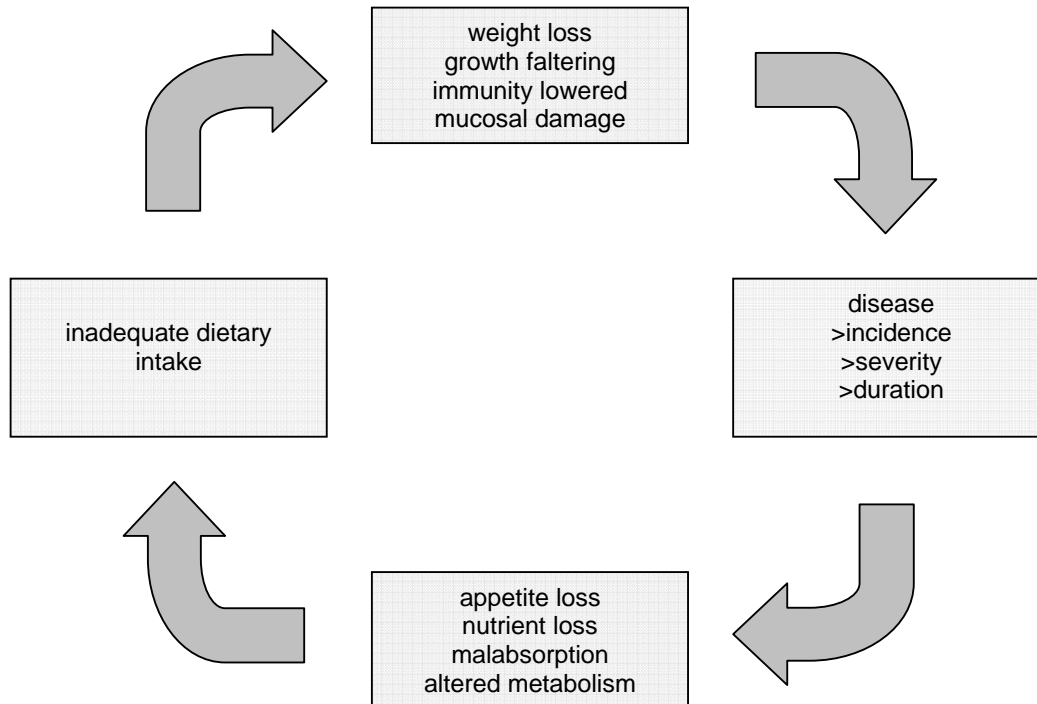 weight loss
growth faltering
immunity lowered
mucosal damage
inadequate dietary
intake
disease
>incidence
>severity
>duration
appetite loss
nutrient loss
malabsorption
altered metabolism